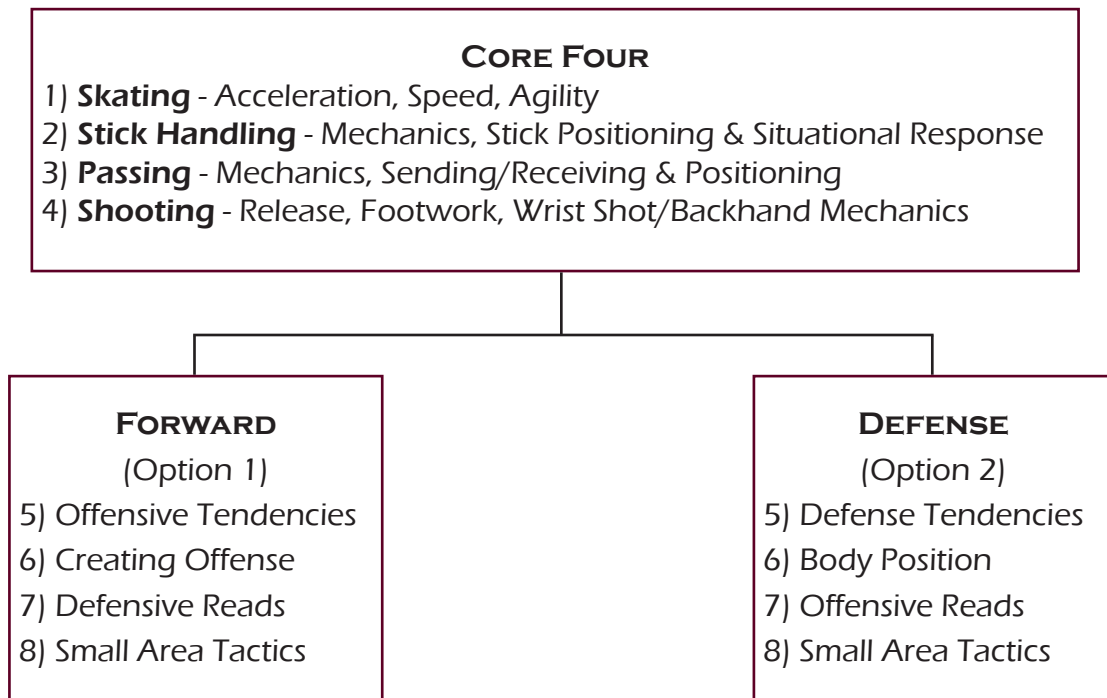 CORE FOUR
1) Skating - Acceleration, Speed, Agility
2) Stick Handling - Mechanics, Stick Positioning & Situational Response
3) Passing - Mechanics, Sending/Receiving & Positioning
4) Shooting - Release, Footwork, Wrist Shot/Backhand Mechanics
FORWARD
(Option 1)
5) Offensive Tendencies
6) Creating Offense
7) Defensive Reads
8) Small Area Tactics
DEFENSE
(Option 2)
5) Defense Tendencies
6) Body Position
7) Offensive Reads
8) Small Area Tactics